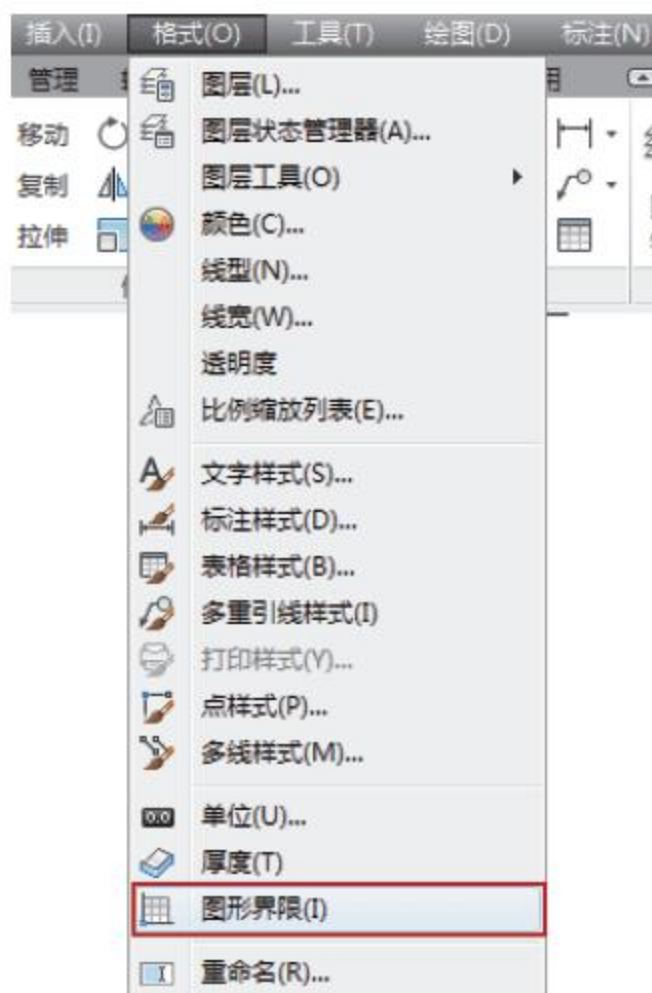 插入(I) 格式(O) 工具(T) 绘图(D) 标注(N)
管理
图层(L)...
移动
图层状态管理器(A)...
复制
图层工具(O)
拉伸
颜色(C)...
线型(N)...
线宽(W)...
透明度
比例缩放列表(E)...
文字样式(S)...
标注样式(D)...
表格样式(B)...
多重引线样式(I)
打印样式(Y)...
点样式(P)...
多线样式(M)...
单位(U)...
厚度(T)
图形界限(I)
重命名(R)...